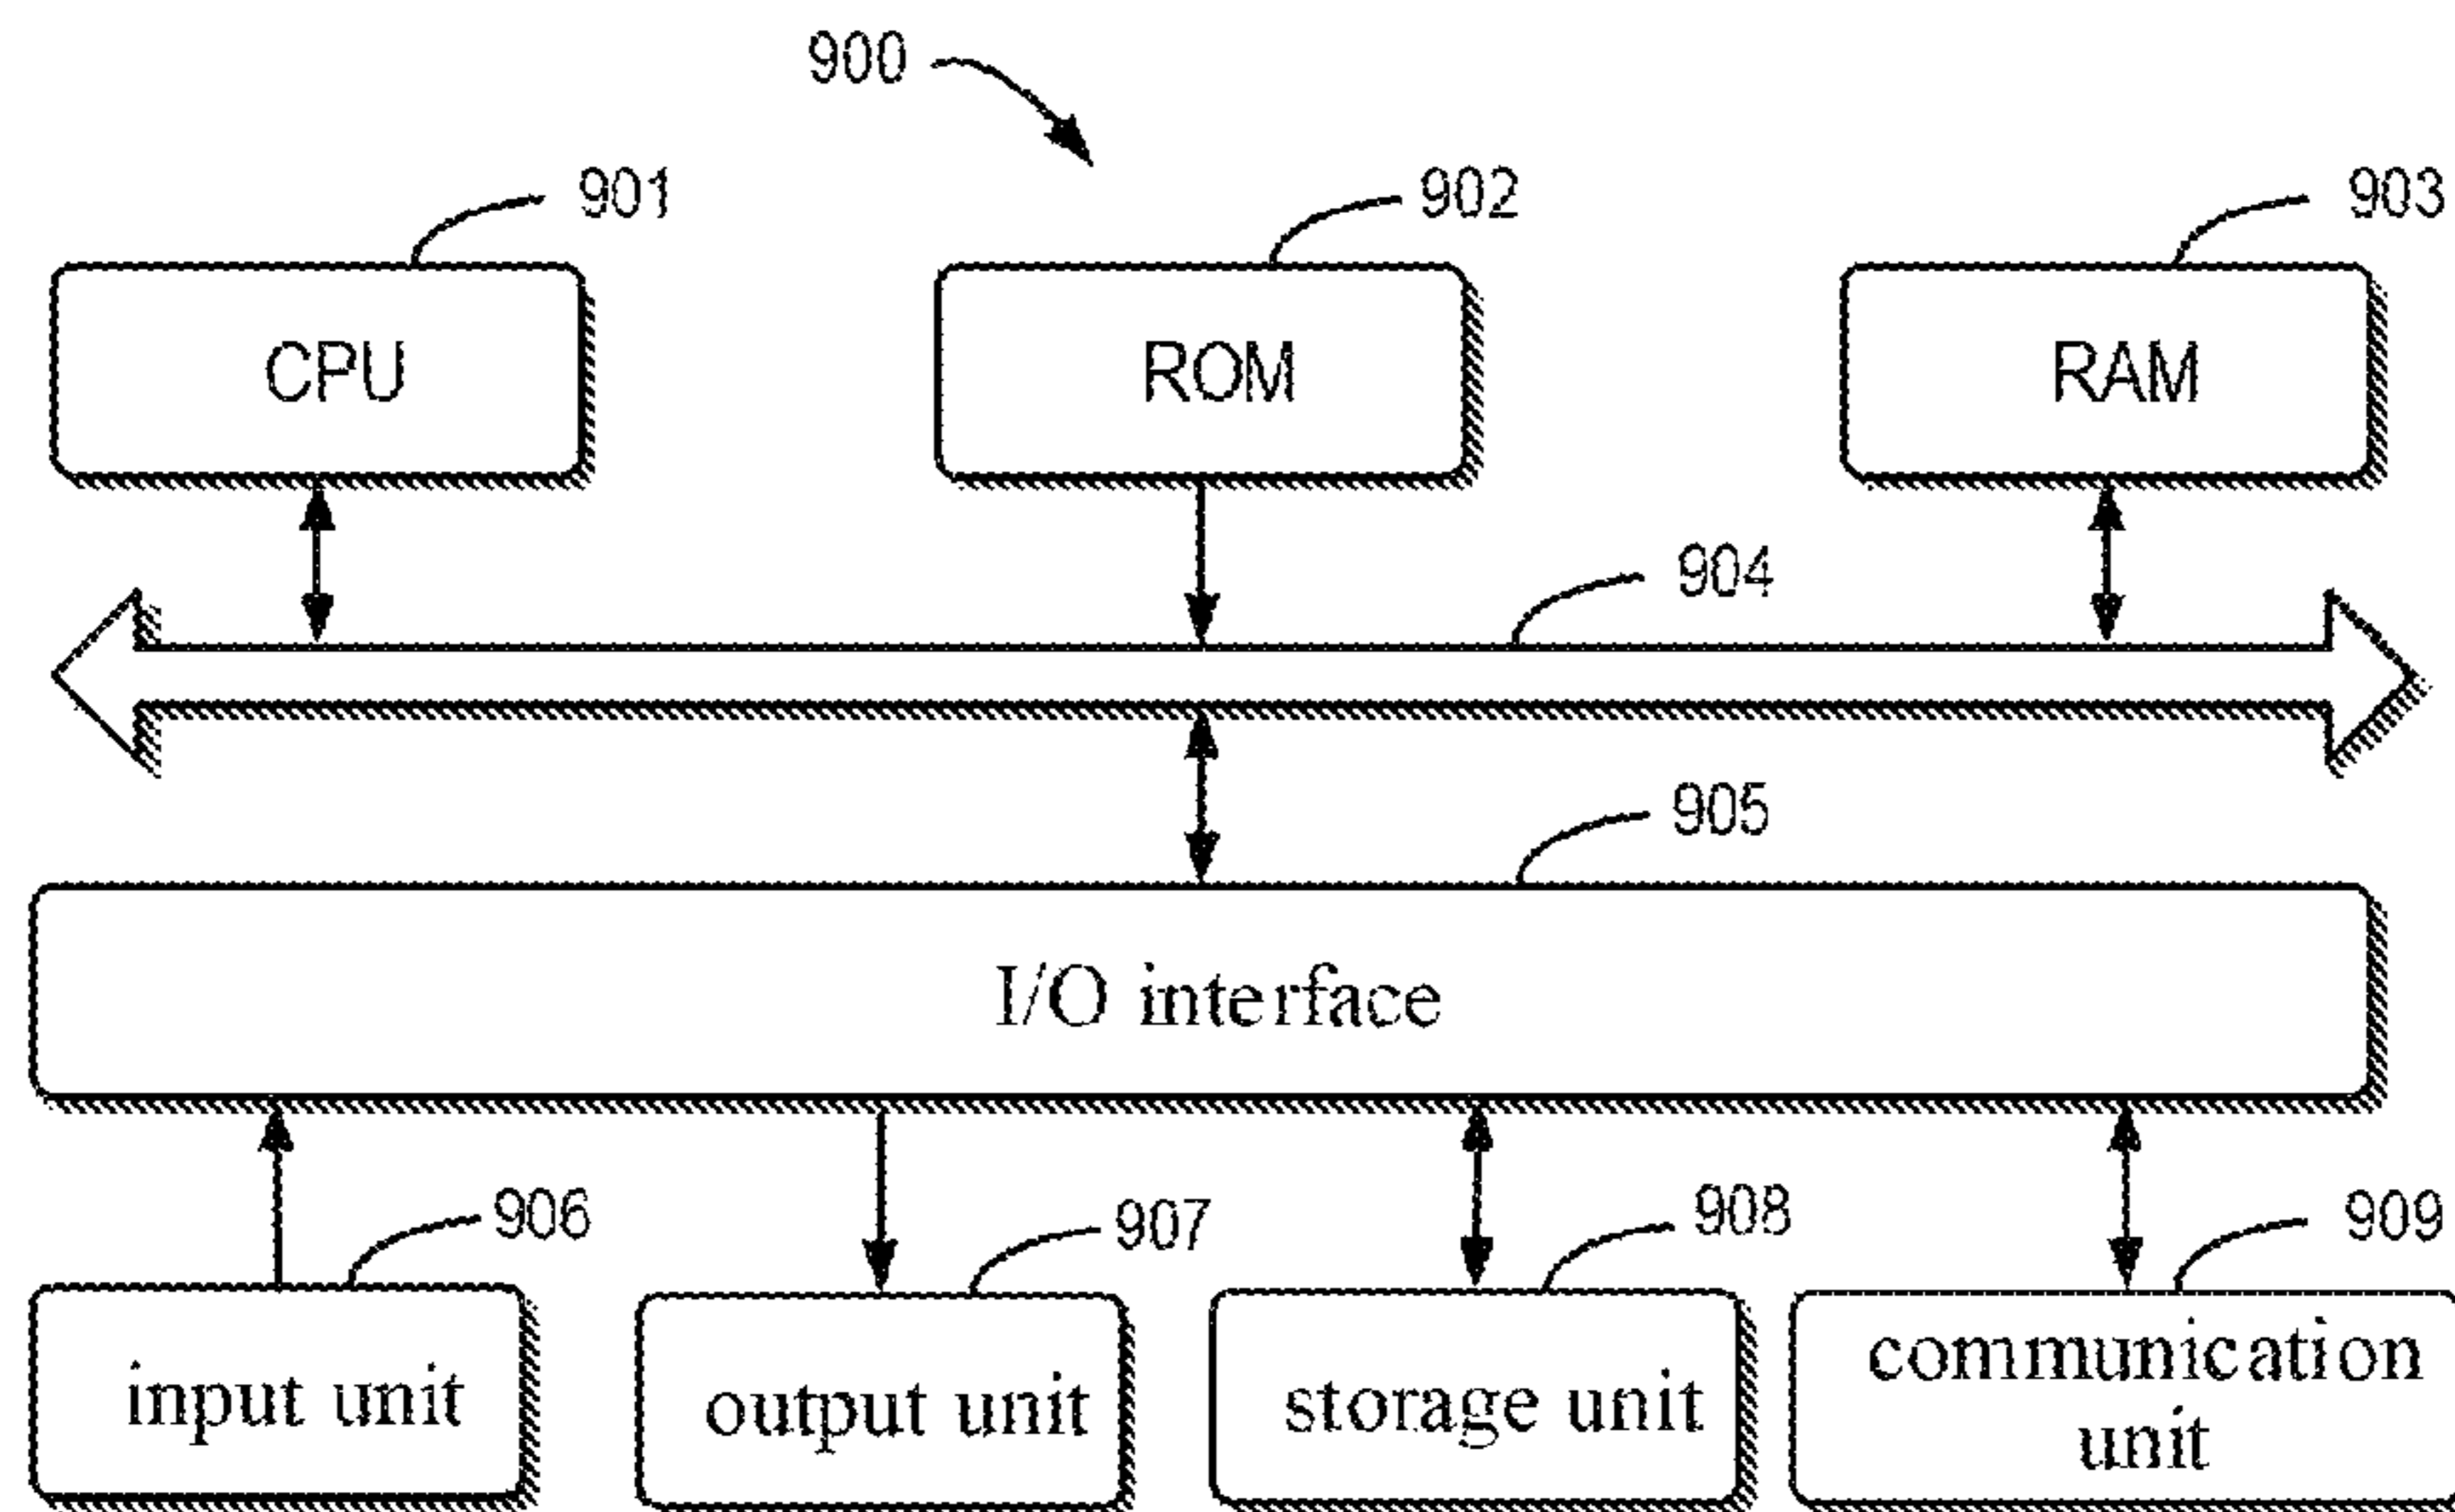 900
901
902
903
CPU
ROM
RAM
904
905
I/O interface
906
907
908
909
input unit
output unit
storage unit
communication
unit